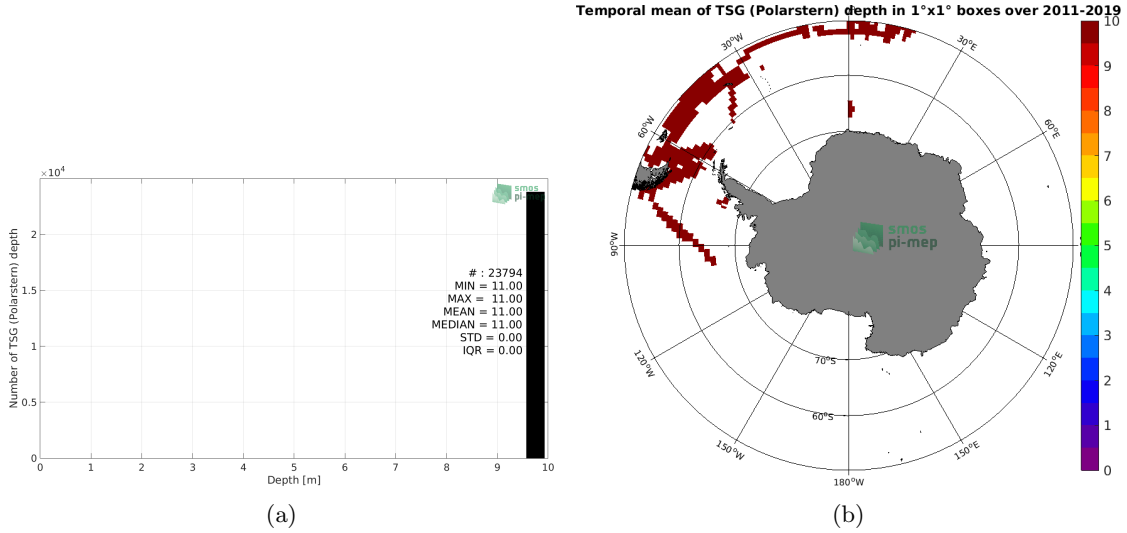 Temporal mean of TSG (Polarstern) depth in 1°x1° boxes over 2011-2019
×10⁴
2
1.5
1
0.5
0
Number of TSG (Polarstern) depth
smos
pi-mep
# : 23794
MIN = 11.00
MAX = 11.00
MEAN = 11.00
MEDIAN = 11.00
STD = 0.00
IQR = 0.00
0 1 2 3 4 5 6 7 8 9 10
Depth [m]
(a)
30°W
30°E
60°W
60°E
90°W
smos
pi-mep
120°W
120°E
150°W
150°E
180°W
70°S
60°S
10
9
8
7
6
5
4
3
2
1
0
(b)